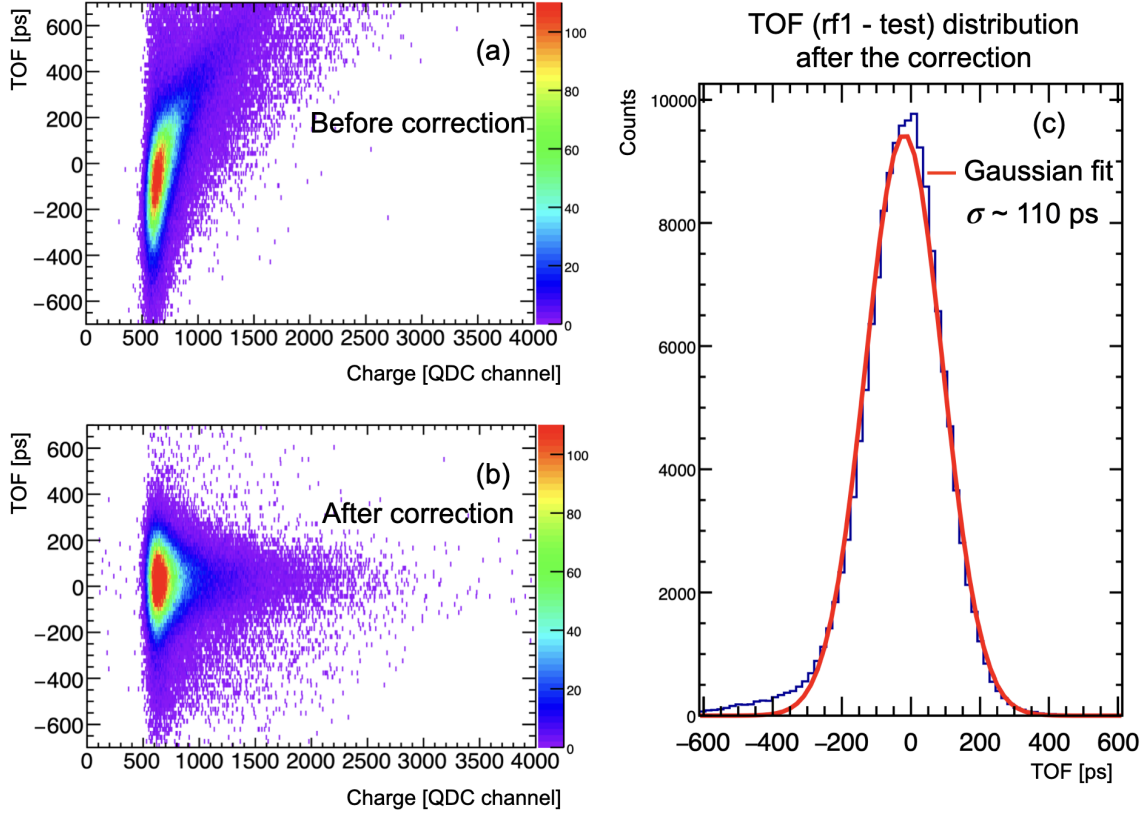 TOF [ps]
600
400
200
0
−200
−400
−600
(a)
Before correction
100
80
60
40
20
0
0 500 1000 1500 2000 2500 3000 3500 4000
Charge [QDC channel]
TOF [ps]
600
400
200
0
−200
−400
−600
(b)
After correction
100
80
60
40
20
0
0 500 1000 1500 2000 2500 3000 3500 4000
Charge [QDC channel]
TOF (rf1 - test) distribution
after the correction
Counts
10000
8000
6000
4000
2000
0
(c)
Gaussian fit
σ ~ 110 ps
−600 −400 −200 0 200 400 600
TOF [ps]